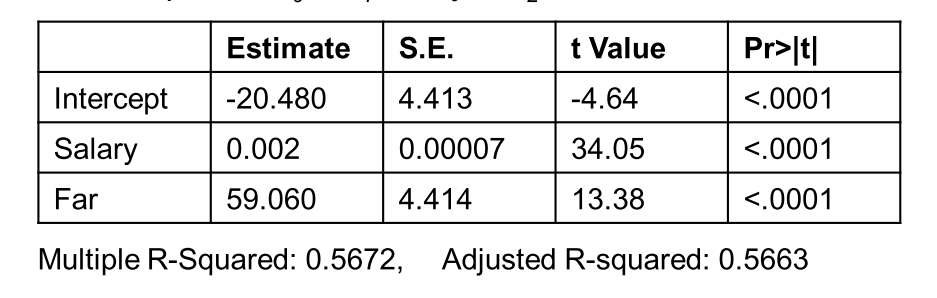 Estimate S.E. t Value Pr>|t|
Intercept -20.480 4.413 -4.64 <.0001
Salary 0.002 0.00007 34.05 <.0001
Far 59.060 4.414 13.38 <.0001
Multiple R-Squared: 0.5672, Adjusted R-squared: 0.5663